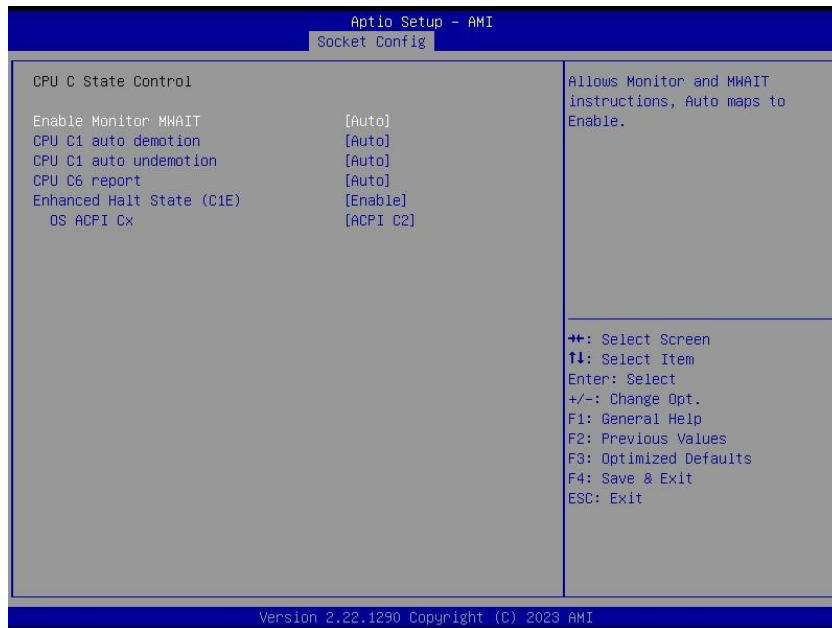 Aptio Setup – AMI
Socket Config
CPU C State Control
Enable Monitor MWAIT [Auto]
CPU C1 auto demotion [Auto]
CPU C1 auto undemotion [Auto]
CPU C6 report [Auto]
Enhanced Halt State (C1E) [Enable]
OS ACPI Cx [ACPI C2]
Allows Monitor and MWAIT
instructions, Auto maps to
Enable.
→←: Select Screen
↑↓: Select Item
Enter: Select
+/-: Change Opt.
F1: General Help
F2: Previous Values
F3: Optimized Defaults
F4: Save & Exit
ESC: Exit
Version 2.22.1290 Copyright (C) 2023 AMI